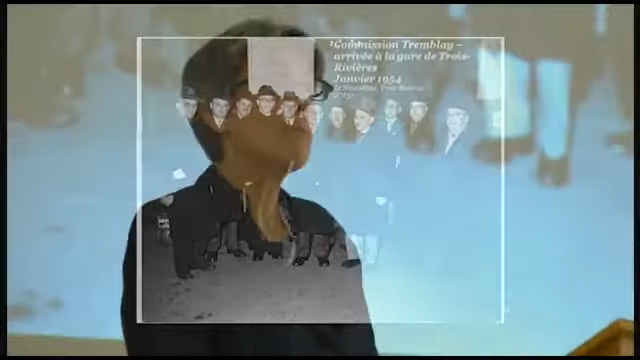 Commission Tremblay –
arrivée à la gare de Trois-
Rivières
Janvier 1954